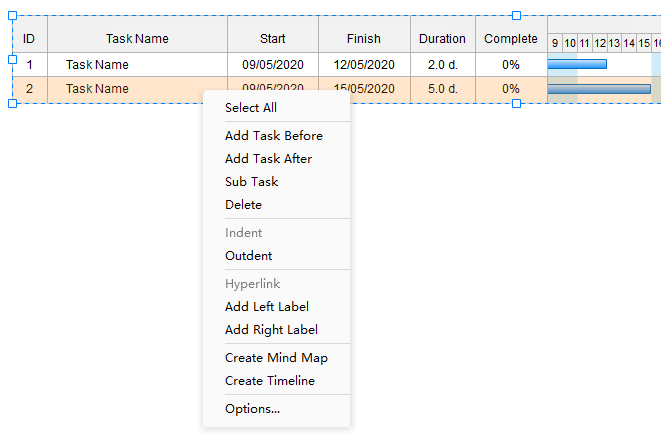 ID Task Name Start Finish Duration Complete
9 10 11 12 13 14 15 16
1 Task Name 09/05/2020 12/05/2020 2.0 d. 0%
2 Task Name 09/05/2020 15/05/2020 5.0 d. 0%
Select All
Add Task Before
Add Task After
Sub Task
Delete
Indent
Outdent
Hyperlink
Add Left Label
Add Right Label
Create Mind Map
Create Timeline
Options...